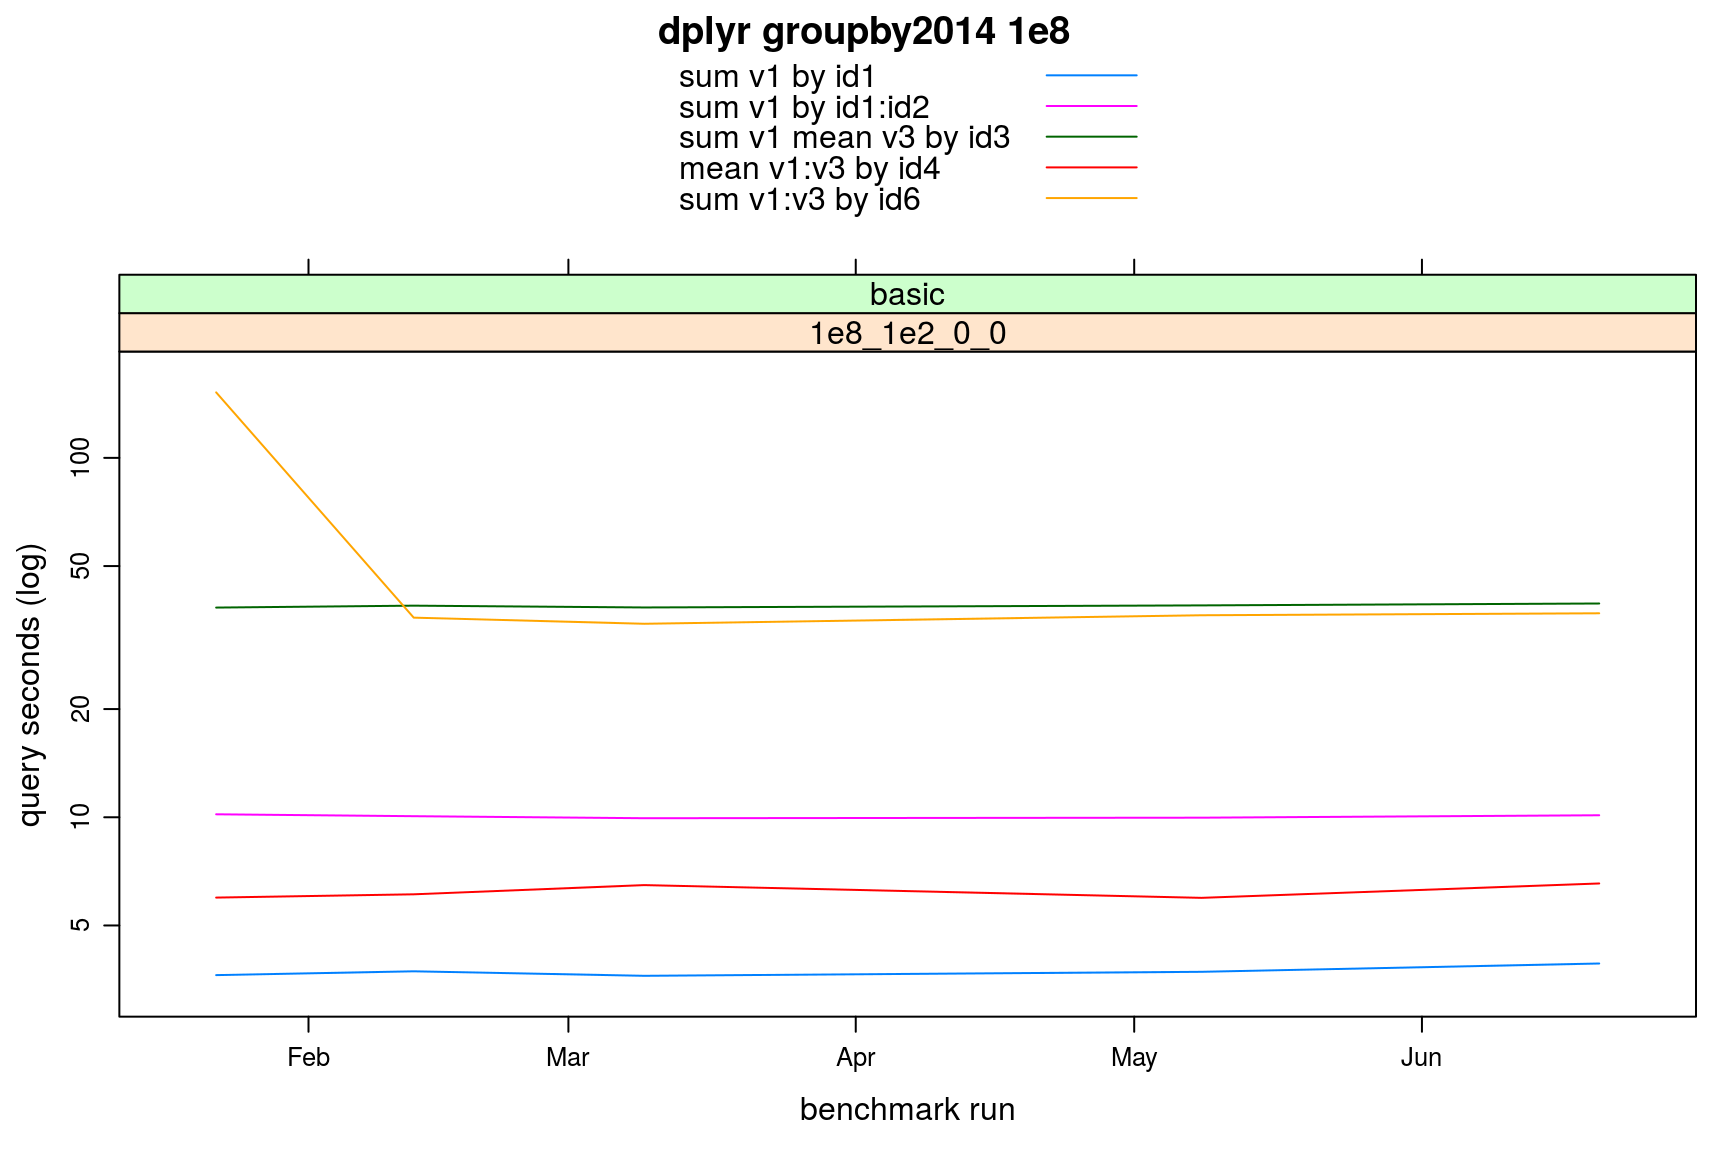 dplyr groupby2014 1e8
sum v1 by id1
sum v1 by id1:id2
sum v1 mean v3 by id3
mean v1:v3 by id4
sum v1:v3 by id6
basic
1e8_1e2_0_0
query seconds (log)
100
50
20
10
5
Feb Mar Apr May Jun
benchmark run